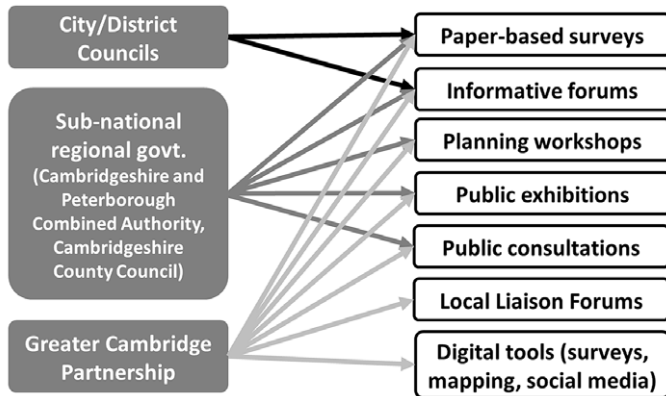 City/District
Councils
Sub-national
regional govt.
(Cambridgeshire and
Peterborough
Combined Authority,
Cambridgeshire
County Council)
Greater Cambridge
Partnership
Paper-based surveys
Informative forums
Planning workshops
Public exhibitions
Public consultations
Local Liaison Forums
Digital tools (surveys,
mapping, social media)